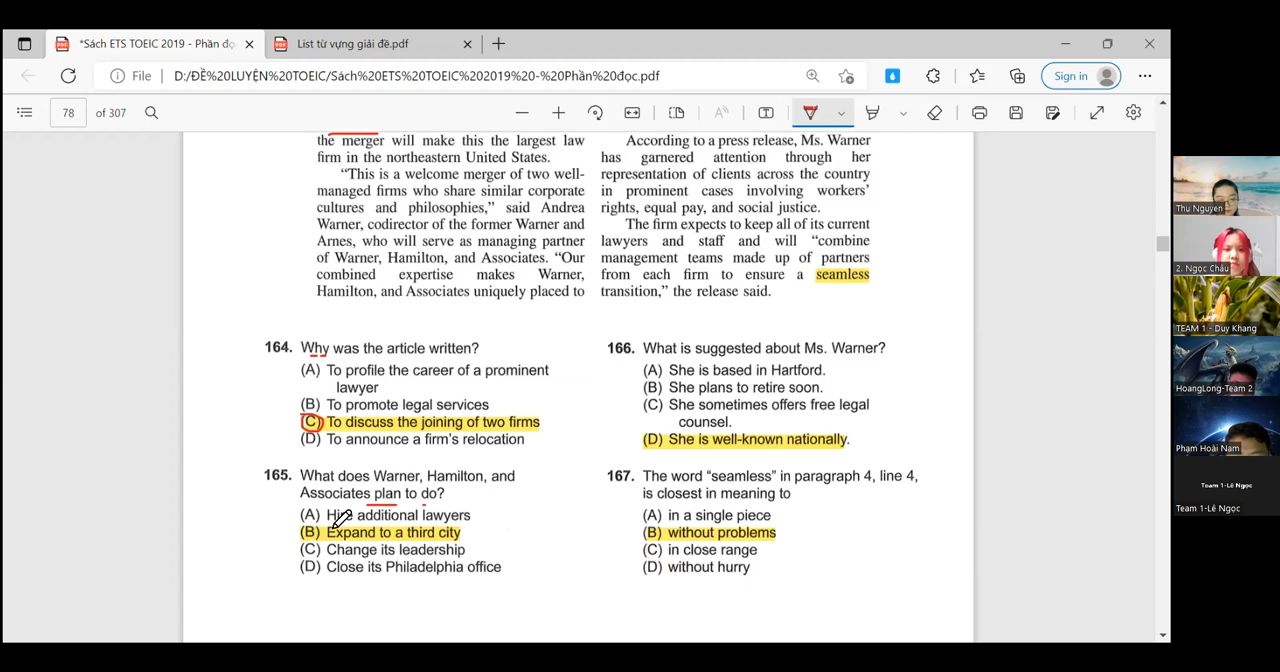 *Sách ETS TOEIC 2019 - Phần đọc
List từ vựng giải đề.pdf
File
D:/ĐỀ%20LUYỆN%20TOEIC/Sách%20ETS%20TOEIC%202019%20-%20Phần%20đọc.pdf
Sign in
78
of 307
the merger will make this the largest law
firm in the northeastern United States.
“This is a welcome merger of two well-
managed firms who share similar corporate
cultures and philosophies,” said Andrea
Warner, codirector of the former Warner and
Arnes, who will serve as managing partner
of Warner, Hamilton, and Associates. “Our
combined expertise makes Warner,
Hamilton, and Associates uniquely placed to
According to a press release, Ms. Warner
has garnered attention through her
representation of clients across the country
in prominent cases involving workers’
rights, equal pay, and social justice.
The firm expects to keep all of its current
lawyers and staff and will “combine
management teams made up of partners
from each firm to ensure a seamless
transition,” the release said.
164. Why was the article written?
(A) To profile the career of a prominent
lawyer
(B) To promote legal services
(C) To discuss the joining of two firms
(D) To announce a firm’s relocation
165. What does Warner, Hamilton, and
Associates plan to do?
(A) Hire additional lawyers
(B) Expand to a third city
(C) Change its leadership
(D) Close its Philadelphia office
166. What is suggested about Ms. Warner?
(A) She is based in Hartford.
(B) She plans to retire soon.
(C) She sometimes offers free legal
counsel.
(D) She is well-known nationally.
167. The word “seamless” in paragraph 4, line 4,
is closest in meaning to
(A) in a single piece
(B) without problems
(C) in close range
(D) without hurry
Thu Nguyen
2. Ngọc Châu
TEAM 1 - Duy Khang
HoangLong-Team 2
Phạm Hoài Nam
Team 1-Lê Ngọc
Team 1-Lê Ngọc